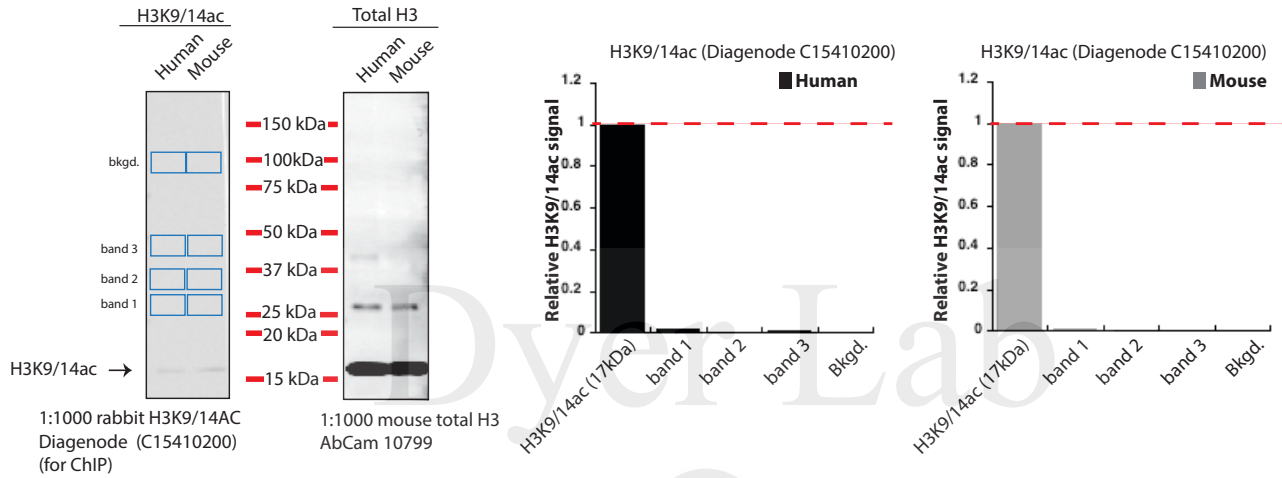 H3K9/14ac
Human
Mouse
bkgd.
band 3
band 2
band 1
H3K9/14ac →
1:1000 rabbit H3K9/14AC
Diagenode (C15410200)
(for ChIP)
150 kDa
100kDa
75 kDa
50 kDa
37 kDa
25 kDa
20 kDa
15 kDa
Total H3
Human
Mouse
1:1000 mouse total H3
AbCam 10799
H3K9/14ac (Diagenode C15410200)
Human
Relative H3K9/14ac signal
1.2
1
0.8
0.6
0.4
0.2
0
H3K9/14ac (17kDa)
band 1
band 2
band 3
Bkgd.
H3K9/14ac (Diagenode C15410200)
Mouse
Relative H3K9/14ac signal
1.2
1
0.8
0.6
0.4
0.2
0
H3K9/14ac (17kDa)
band 1
band 2
band 3
Bkgd.
Dyer Lab